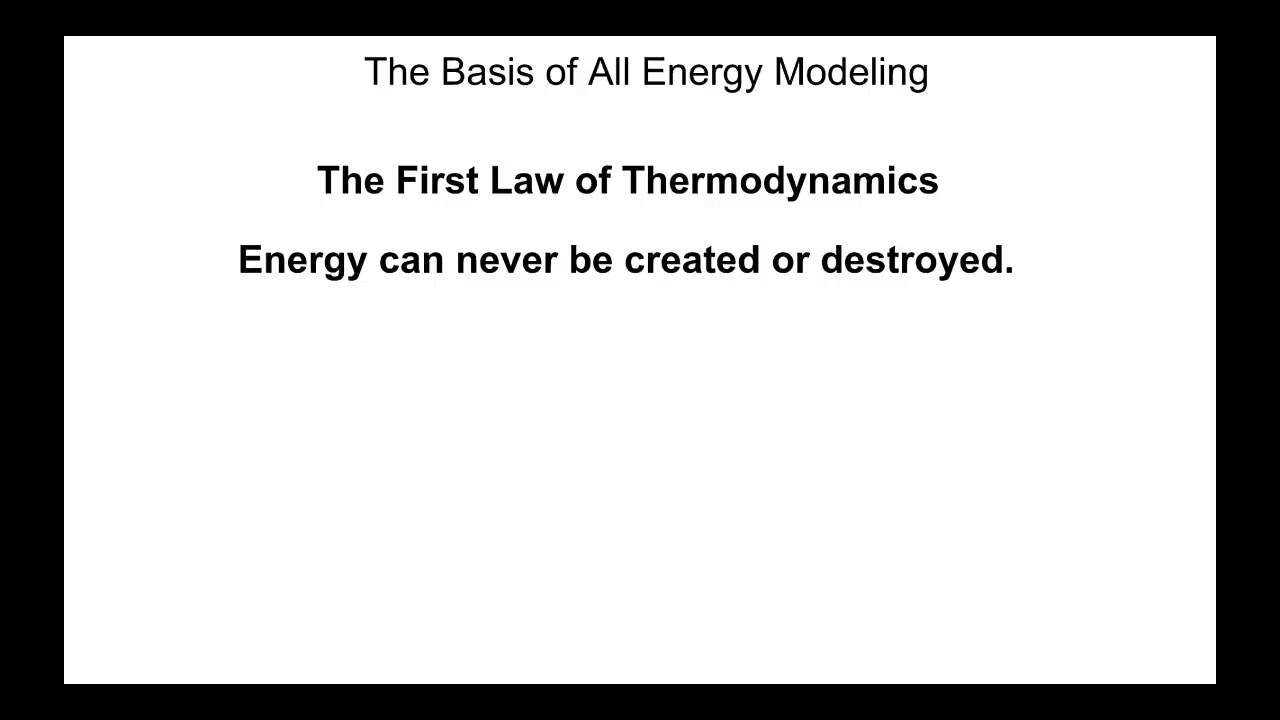 The Basis of All Energy Modeling
The First Law of Thermodynamics
Energy can never be created or destroyed.